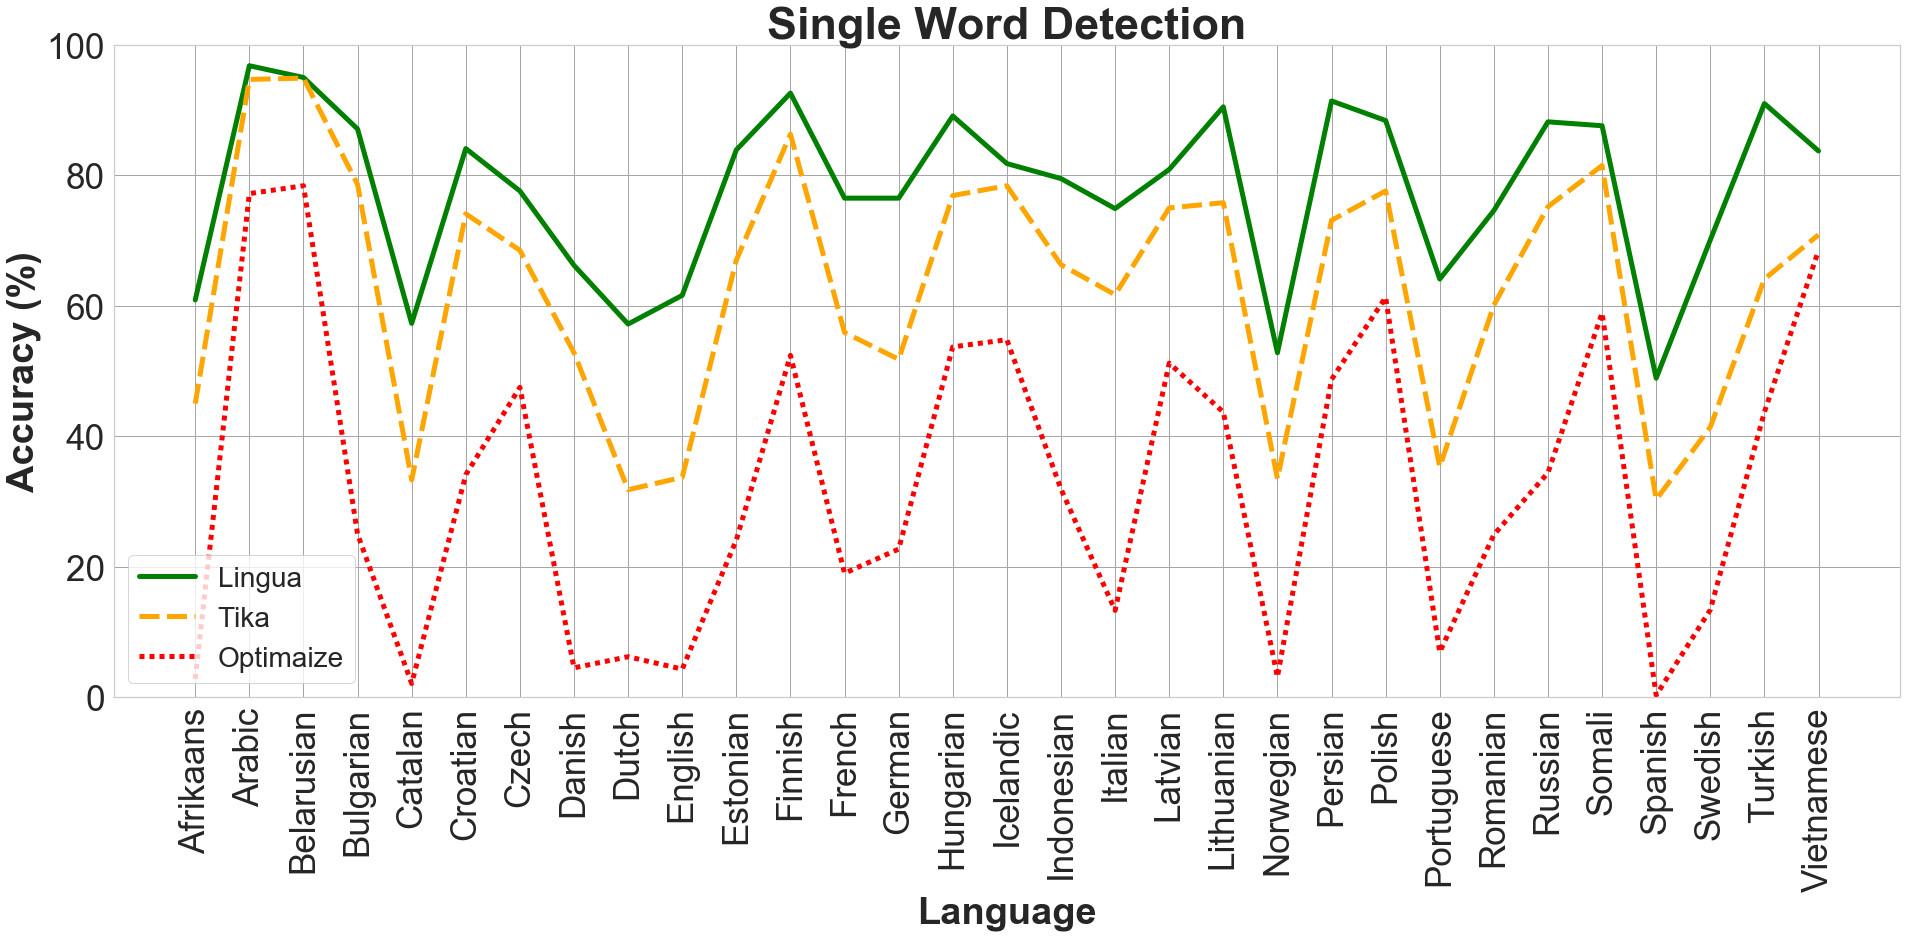 Single Word Detection
Accuracy (%)
100
80
60
40
20
0
Lingua
Tika
Optimaize
Afrikaans
Arabic
Belarusian
Bulgarian
Catalan
Croatian
Czech
Danish
Dutch
English
Estonian
Finnish
French
German
Hungarian
Icelandic
Indonesian
Italian
Latvian
Lithuanian
Norwegian
Persian
Polish
Portuguese
Romanian
Russian
Somali
Spanish
Swedish
Turkish
Vietnamese
Language